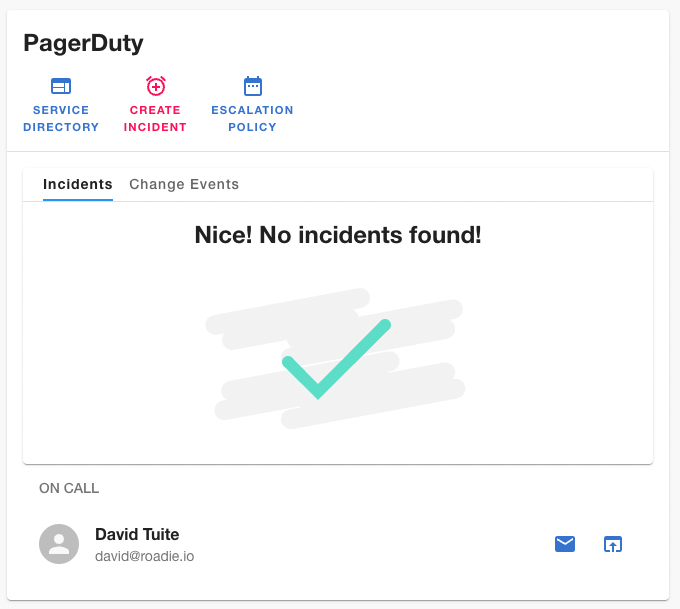 PagerDuty
SERVICE
DIRECTORY
CREATE
INCIDENT
ESCALATION
POLICY
Incidents
Change Events
Nice! No incidents found!
ON CALL
David Tuite
david@roadie.io